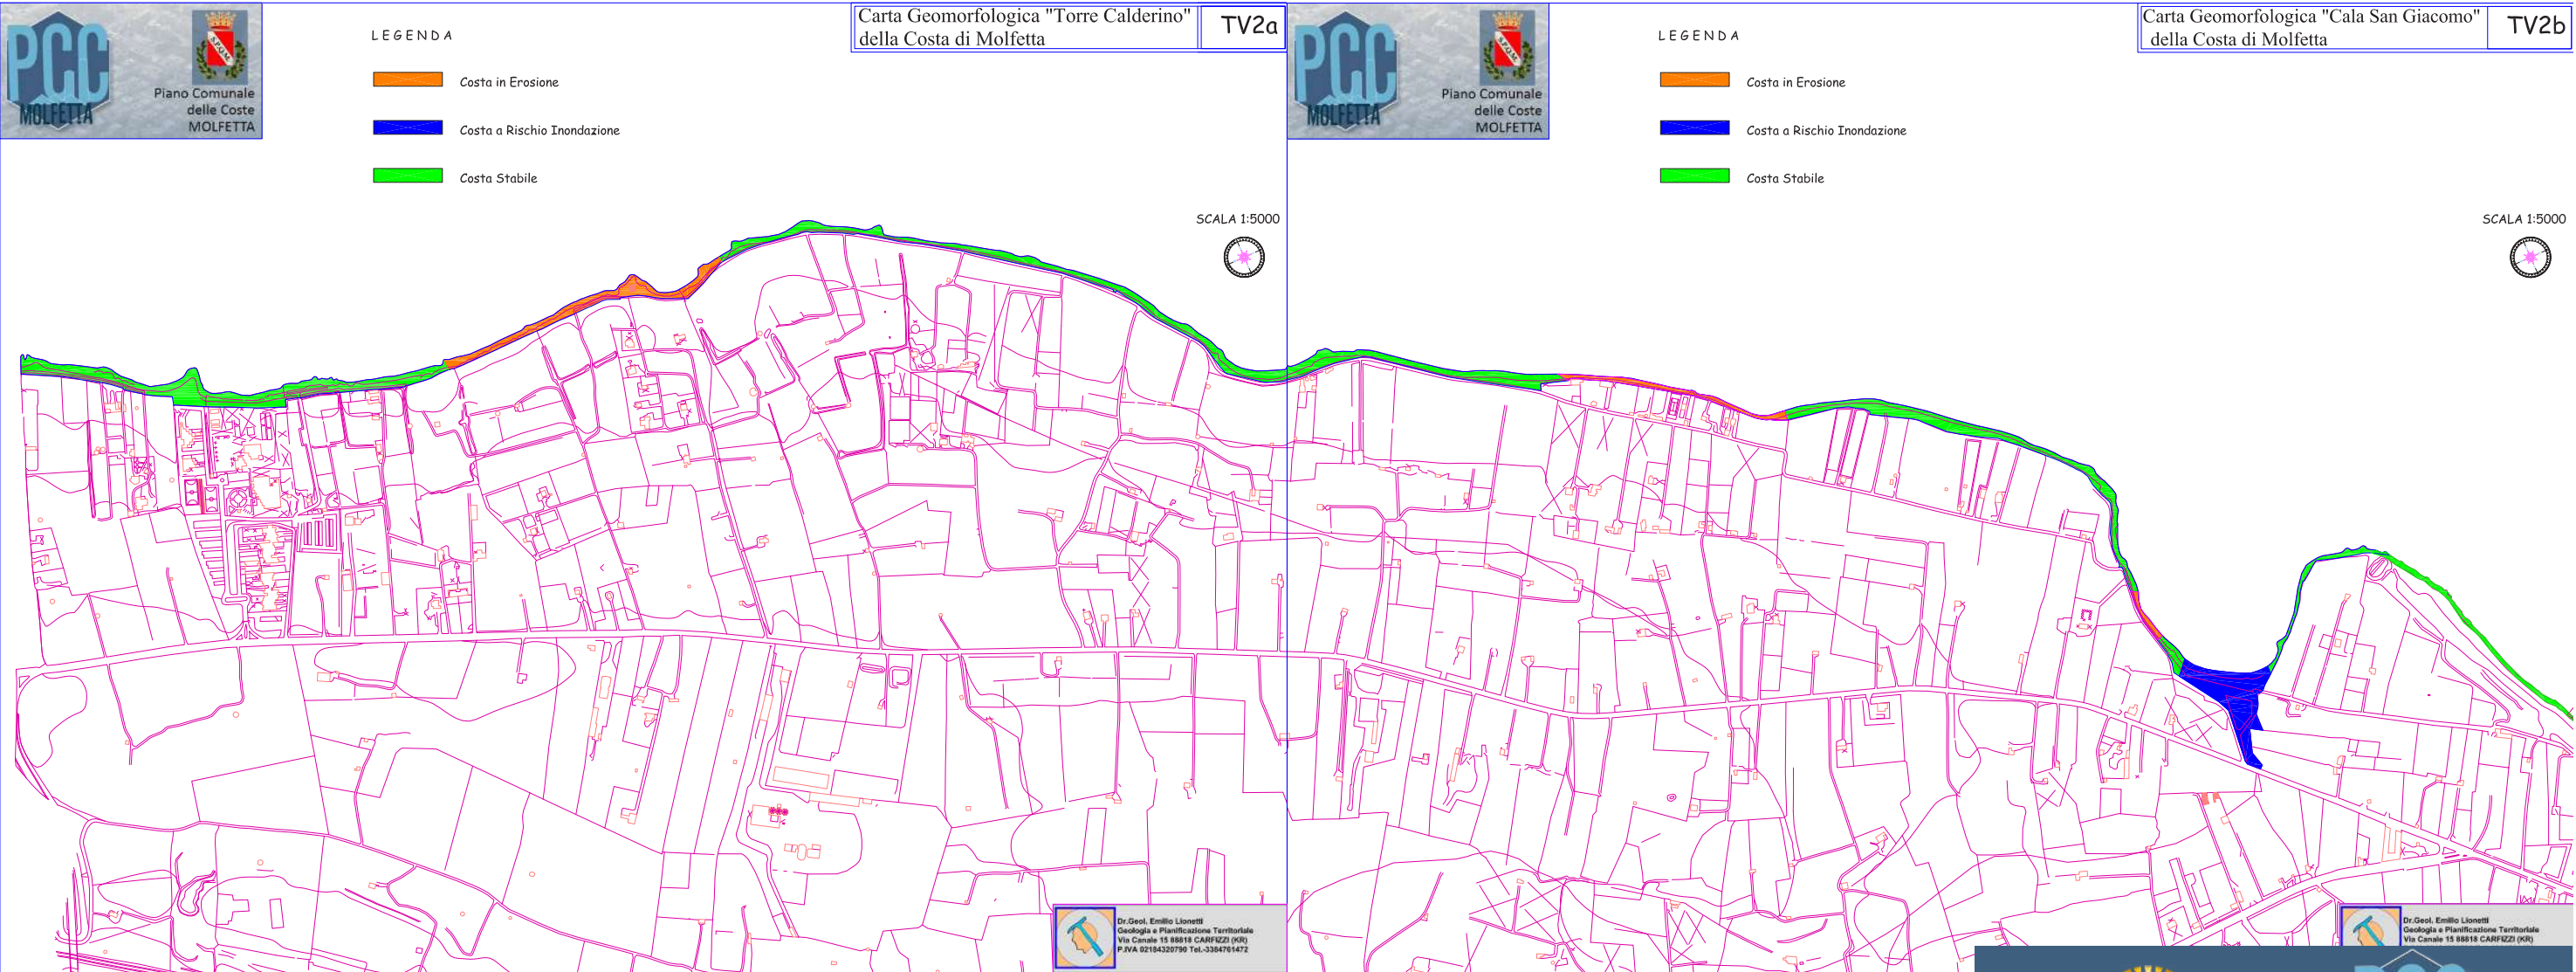 PCC
MOLFETTA
S.P.Q.M.
Piano Comunale
delle Coste
MOLFETTA
LEGENDA
Costa in Erosione
Costa a Rischio Inondazione
Costa Stabile
Carta Geomorfologica "Torre Calderino"
della Costa di Molfetta
TV2a
SCALA 1:5000
Dr.Geol. Emilio Lionetti
Geologia e Pianificazione Territoriale
Via Canale 15 88818 CARFIZZI (KR)
P.IVA 02184320790 Tel.-3384761472
PCC
MOLFETTA
S.P.Q.M.
Piano Comunale
delle Coste
MOLFETTA
LEGENDA
Costa in Erosione
Costa a Rischio Inondazione
Costa Stabile
Carta Geomorfologica "Cala San Giacomo"
della Costa di Molfetta
TV2b
SCALA 1:5000
Dr.Geol. Emilio Lionetti
Geologia e Pianificazione Territoriale
Via Canale 15 88818 CARFIZZI (KR)